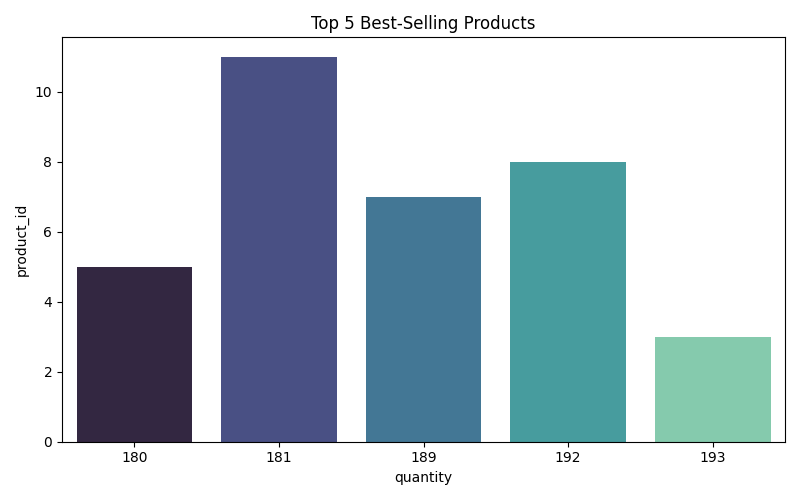 Top 5 Best-Selling Products
product_id
10
8
6
4
2
0
180 181 189 192 193
quantity